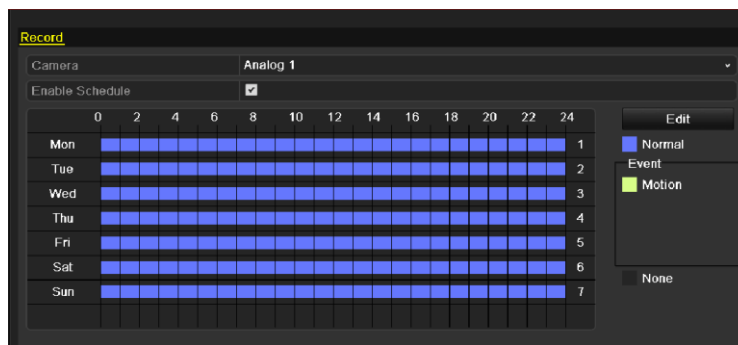 Record
Camera Analog 1
Enable Schedule
0 2 4 6 8 10 12 14 16 18 20 22 24
Edit
Mon 1
Normal
Event
Tue 2
Motion
Wed 3
Thu 4
Fri 5
Sat 6
None
Sun 7